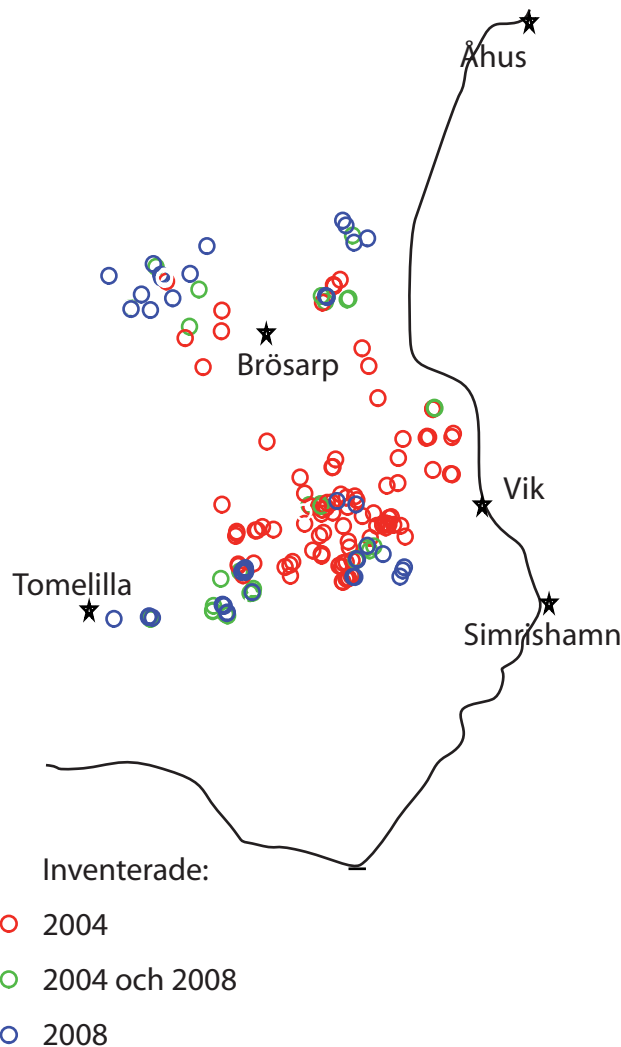 Åhus
Brösarp
Vik
Tomelilla
Simrishamn
Inventerade:
2004
2004 och 2008
2008